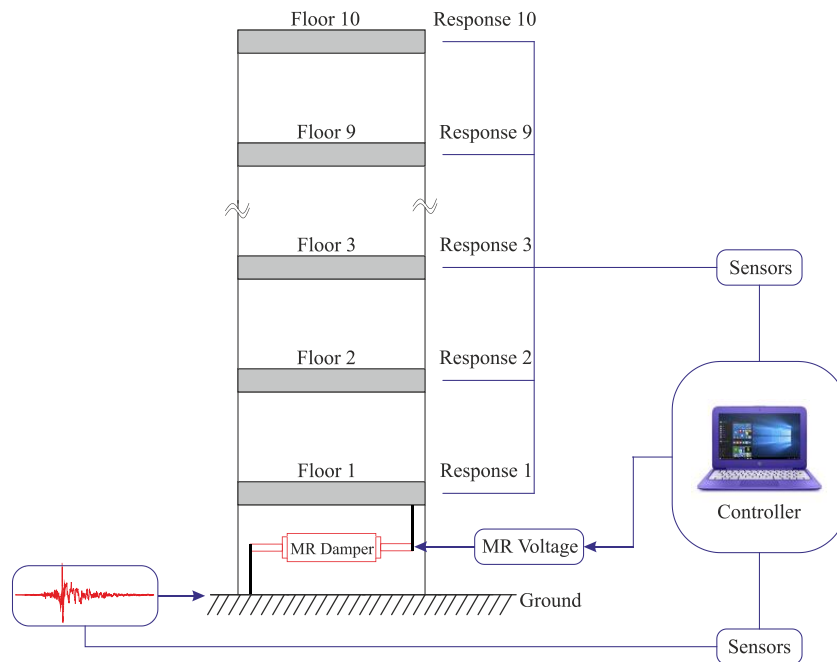 Floor 10
Response 10
Floor 9
Response 9
Floor 3
Response 3
Sensors
Floor 2
Response 2
Floor 1
Response 1
Controller
MR Damper
MR Voltage
Ground
Sensors